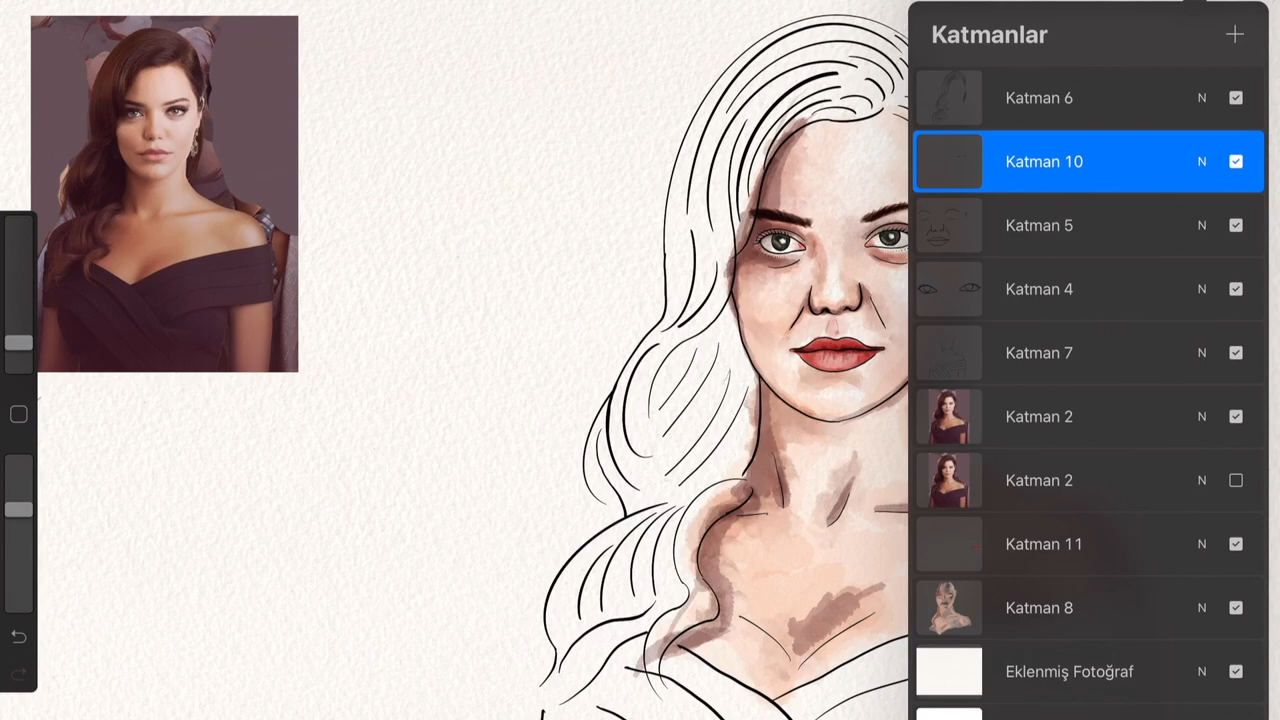 Katmanlar
Katman 6 N
Katman 10 N
Katman 5 N
Katman 4 N
Katman 7 N
Katman 2 N
Katman 2 N
Katman 11 N
Katman 8 N
Eklenmiş Fotoğraf N